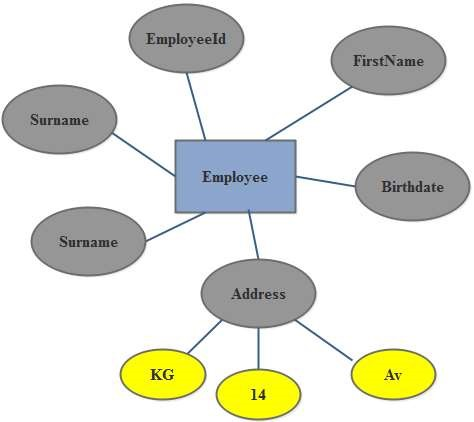 EmployeeId
FirstName
Surname
Employee
Birthdate
Surname
Address
KG
14
Av